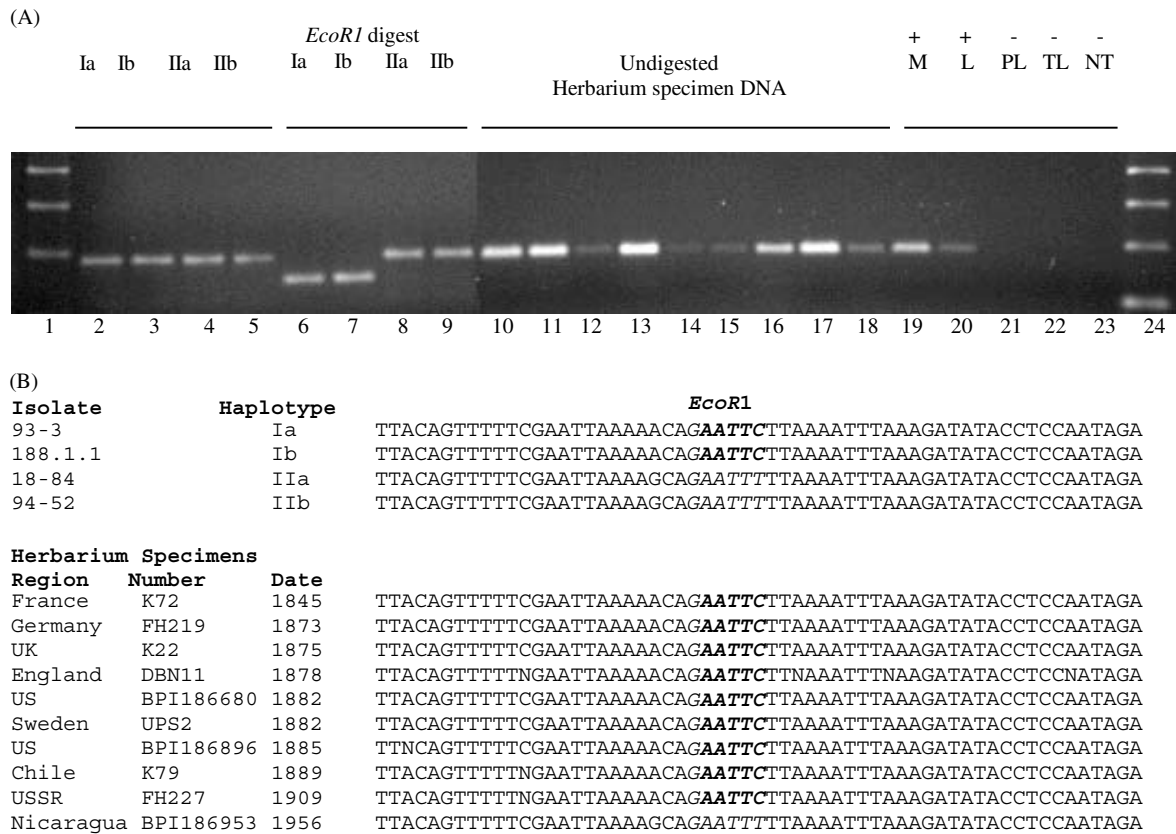 (A)
EcoR1 digest
Ia Ib IIa IIb Ia Ib IIa IIb Undigested + + - - -
Herbarium specimen DNA M L PL TL NT
1 2 3 4 5 6 7 8 9 10 11 12 13 14 15 16 17 18 19 20 21 22 23 24
(B)
Isolate Haplotype EcoR1
93-3 Ia TTACAGTTTTTCGAATTAAAAACAGAATTCTTAAAATTTAAAGATATACCTCCAATAGA
188.1.1 Ib TTACAGTTTTTCGAATTAAAAACAGAATTCTTAAAATTTAAAGATATACCTCCAATAGA
18-84 IIa TTACAGTTTTTCGAATTAAAAGCAGAATTTTTAAAATTTAAAGATATACCTCCAATAGA
94-52 IIb TTACAGTTTTTCGAATTAAAAGCAGAATTTTTAAAATTTAAAGATATACCTCCAATAGA
Herbarium Specimens
Region Number Date
France K72 1845 TTACAGTTTTTCGAATTAAAAACAGAATTCTTAAAATTTAAAGATATACCTCCAATAGA
Germany FH219 1873 TTACAGTTTTTCGAATTAAAAACAGAATTCTTAAAATTTAAAGATATACCTCCAATAGA
UK K22 1875 TTACAGTTTTTCGAATTAAAAACAGAATTCTTAAAATTTAAAGATATACCTCCAATAGA
England DBN11 1878 TTACAGTTTTTNGAATTAAAAACAGAATTCTTNAAATTTNAAGATATACCTCCNATAGA
US BPI186680 1882 TTACAGTTTTTCGAATTAAAAACAGAATTCTTAAAATTTAAAGATATACCTCCAATAGA
Sweden UPS2 1882 TTACAGTTTTTCGAATTAAAAACAGAATTCTTAAAATTTAAAGATATACCTCCAATAGA
US BPI186896 1885 TTNCAGTTTTTCGAATTAAAAACAGAATTCTTAAAATTTAAAGATATACCTCCAATAGA
Chile K79 1889 TTACAGTTTTTNGAATTAAAAACAGAATTCTTAAAATTTAAAGATATACCTCCAATAGA
USSR FH227 1909 TTACAGTTTTTNGAATTAAAAACAGAATTCTTAAAATTTAAAGATATACCTCCAATAGA
Nicaragua BPI186953 1956 TTACAGTTTTTCGAATTAAAAGCAGAATTTTTAAAATTTAAAGATATACCTCCAATAGA